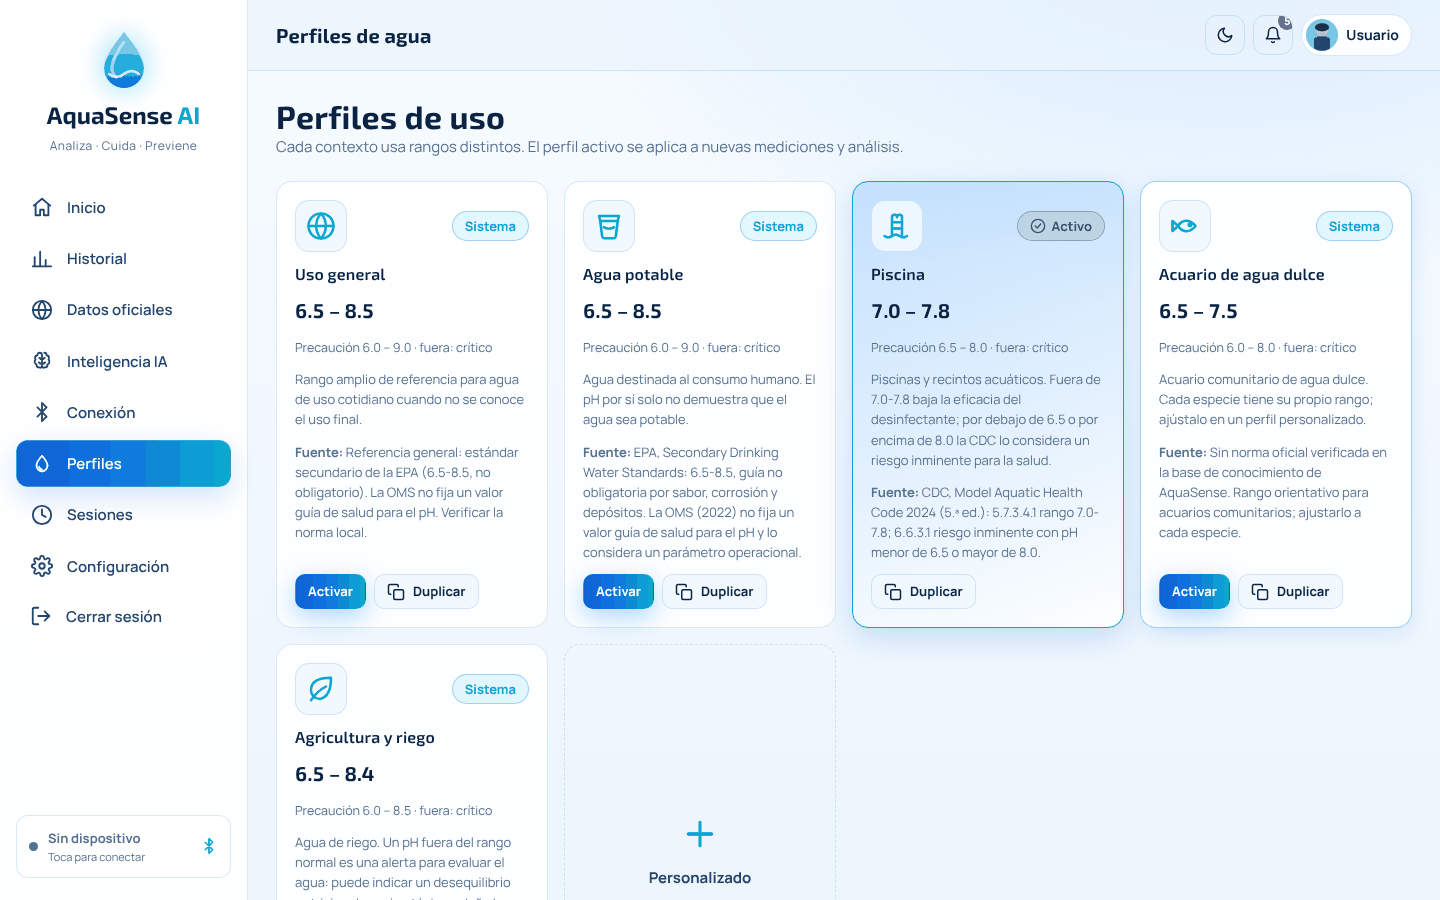 AquaSense AI
Analiza · Cuida · Previene
Inicio
Historial
Datos oficiales
Inteligencia IA
Conexión
Perfiles
Sesiones
Configuración
Cerrar sesión
Sin dispositivo
Toca para conectar
Perfiles de agua
5
Usuario
Perfiles de uso
Cada contexto usa rangos distintos. El perfil activo se aplica a nuevas mediciones y análisis.
Sistema
Uso general
6.5 – 8.5
Precaución 6.0 – 9.0 · fuera: crítico
Rango amplio de referencia para agua
de uso cotidiano cuando no se conoce
el uso final.
Fuente: Referencia general: estándar
secundario de la EPA (6.5-8.5, no
obligatorio). La OMS no fija un valor
guía de salud para el pH. Verificar la
norma local.
Activar
Duplicar
Sistema
Agua potable
6.5 – 8.5
Precaución 6.0 – 9.0 · fuera: crítico
Agua destinada al consumo humano. El
pH por sí solo no demuestra que el
agua sea potable.
Fuente: EPA, Secondary Drinking
Water Standards: 6.5-8.5, guía no
obligatoria por sabor, corrosión y
depósitos. La OMS (2022) no fija un
valor guía de salud para el pH y lo
considera un parámetro operacional.
Activar
Duplicar
Activo
Piscina
7.0 – 7.8
Precaución 6.5 – 8.0 · fuera: crítico
Piscinas y recintos acuáticos. Fuera de
7.0-7.8 baja la eficacia del
desinfectante; por debajo de 6.5 o por
encima de 8.0 la CDC lo considera un
riesgo inminente para la salud.
Fuente: CDC, Model Aquatic Health
Code 2024 (5.ª ed.): 5.7.3.4.1 rango 7.0-
7.8; 6.6.3.1 riesgo inminente con pH
menor de 6.5 o mayor de 8.0.
Duplicar
Sistema
Acuario de agua dulce
6.5 – 7.5
Precaución 6.0 – 8.0 · fuera: crítico
Acuario comunitario de agua dulce.
Cada especie tiene su propio rango;
ajústalo en un perfil personalizado.
Fuente: Sin norma oficial verificada en
la base de conocimiento de
AquaSense. Rango orientativo para
acuarios comunitarios; ajustarlo a
cada especie.
Activar
Duplicar
Sistema
Agricultura y riego
6.5 – 8.4
Precaución 6.0 – 8.5 · fuera: crítico
Agua de riego. Un pH fuera del rango
normal es una alerta para evaluar el
agua: puede indicar un desequilibrio
Personalizado